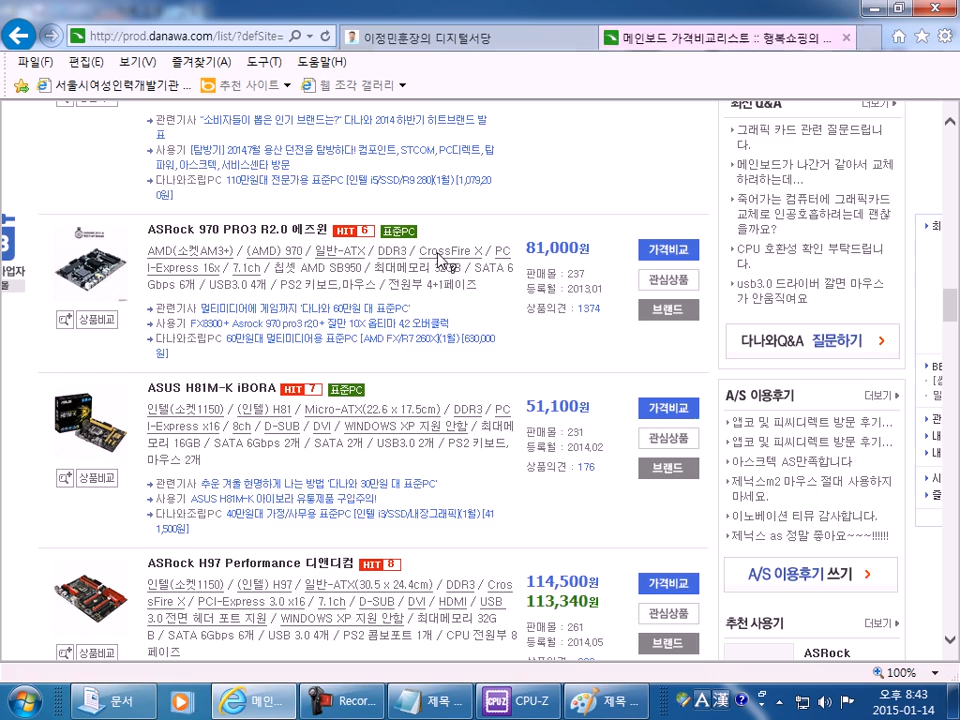 http://prod.danawa.com/list/?defSite=
이정민훈장의 디지털서당
메인보드 가격비교리스트 :: 행복쇼핑의 ...
파일(F) 편집(E) 보기(V) 즐겨찾기(A) 도구(T) 도움말(H)
서울시여성인력개발기관 ... 추천 사이트 웹 조각 갤러리
관련기사 "소비자들이 뽑은 인기 브랜드는?" 다나와 2014 하반기 히트브랜드 발
표
사용기 [탐방기] 2014.7월 용산 던전을 탐방하다! 컴포인트, STCOM, PC디렉트, 탑
파워, 아스크텍, 서비스센타 방문
다나와조립PC 110만원대 전문가용 표준PC [인텔 i5/SSD/R9 280](1월) [1,079,20
0원]
ASRock 970 PRO3 R2.0 에즈윈 HIT 6 표준PC
AMD(소켓AM3+) / (AMD) 970 / 일반-ATX / DDR3 / CrossFire X / PC
I-Express 16x / 7.1ch / 칩셋 AMD SB950 / 최대메모리 / SATA 6
Gbps 6개 / USB3.0 4개 / PS2 키보드,마우스 / 전원부 4+1페이즈
81,000원
판매몰 : 237
등록월 : 2013.01
상품의견 : 1374
가격비교
관심상품
브랜드
상품비교
관련기사 멀티미디어에 게임까지 '다나와 60만원 대 표준PC'
사용기 FX8300 + Asrock 970 pro3 r2.0 + 잘만 10X 옵티마 4.2 오버클럭
다나와조립PC 60만원대 멀티미디어용 표준PC [AMD FX/R7 260X](1월) [630,000
원]
ASUS H81M-K iBORA HIT 7 표준PC
인텔(소켓1150) / (인텔) H81 / Micro-ATX(22.6 x 17.5cm) / DDR3 / PC
I-Express x16 / 8ch / D-SUB / DVI / WINDOWS XP 지원 안함 / 최대메
모리 16GB / SATA 6Gbps 2개 / SATA 2개 / USB3.0 2개 / PS2 키보드,
마우스 2개
51,100원
판매몰 : 231
등록월 : 2014.02
상품의견 : 176
가격비교
관심상품
브랜드
상품비교
관련기사 추운 겨울 현명하게 나는 방법 '다나와 30만원 대 표준PC'
사용기 ASUS H81M-K 아이보라 유통제품 구입주의!
다나와조립PC 40만원대 가정/사무용 표준PC [인텔 i3/SSD/내장그래픽](1월) [41
1,500원]
ASRock H97 Performance 디앤디컴 HIT 8
인텔(소켓1150) / (인텔) H97 / 일반-ATX(30.5 x 24.4cm) / DDR3 / Cros
sFire X / PCI-Express 3.0 x16 / 7.1ch / D-SUB / DVI / HDMI / USB
3.0 전면 헤더 포트 지원 / WINDOWS XP 지원 안함 / 최대메모리 32G
B / SATA 6Gbps 6개 / USB 3.0 4개 / PS2 콤보포트 1개 / CPU 전원부 8
페이즈
114,500원
113,340원
판매몰 : 261
등록월 : 2014.05
가격비교
관심상품
브랜드
상품비교
최신 Q&A 더보기
그래픽 카드 관련 질문드립니
다.
메인보드가 나간거 같아서 교체
하려하는데...
죽어가는 컴퓨터에 그래픽카드
교체로 인공호흡하려는데 괜찮
을까요?
CPU 호환성 확인 부탁드립니
다.
usb3.0 드라이버 깔면 마우스
가 안움직여요
다나와Q&A 질문하기
A/S 이용후기 더보기
앱코 및 피씨디렉트 방문 후기...
앱코 및 피씨디렉트 방문 후기...
아스크텍 AS만족합니다
제닉스m2 마우스 절대 사용하지
마세요.
이노베이션 티뮤 감사합니다.
제닉스 as 정말 좋아요~~~!!!!!!
A/S 이용후기 쓰기
추천 사용기 더보기
ASRock
100%
문서 메인... Recor... 제목 ... CPU-Z 제목 ...
오후 8:43
2015-01-14